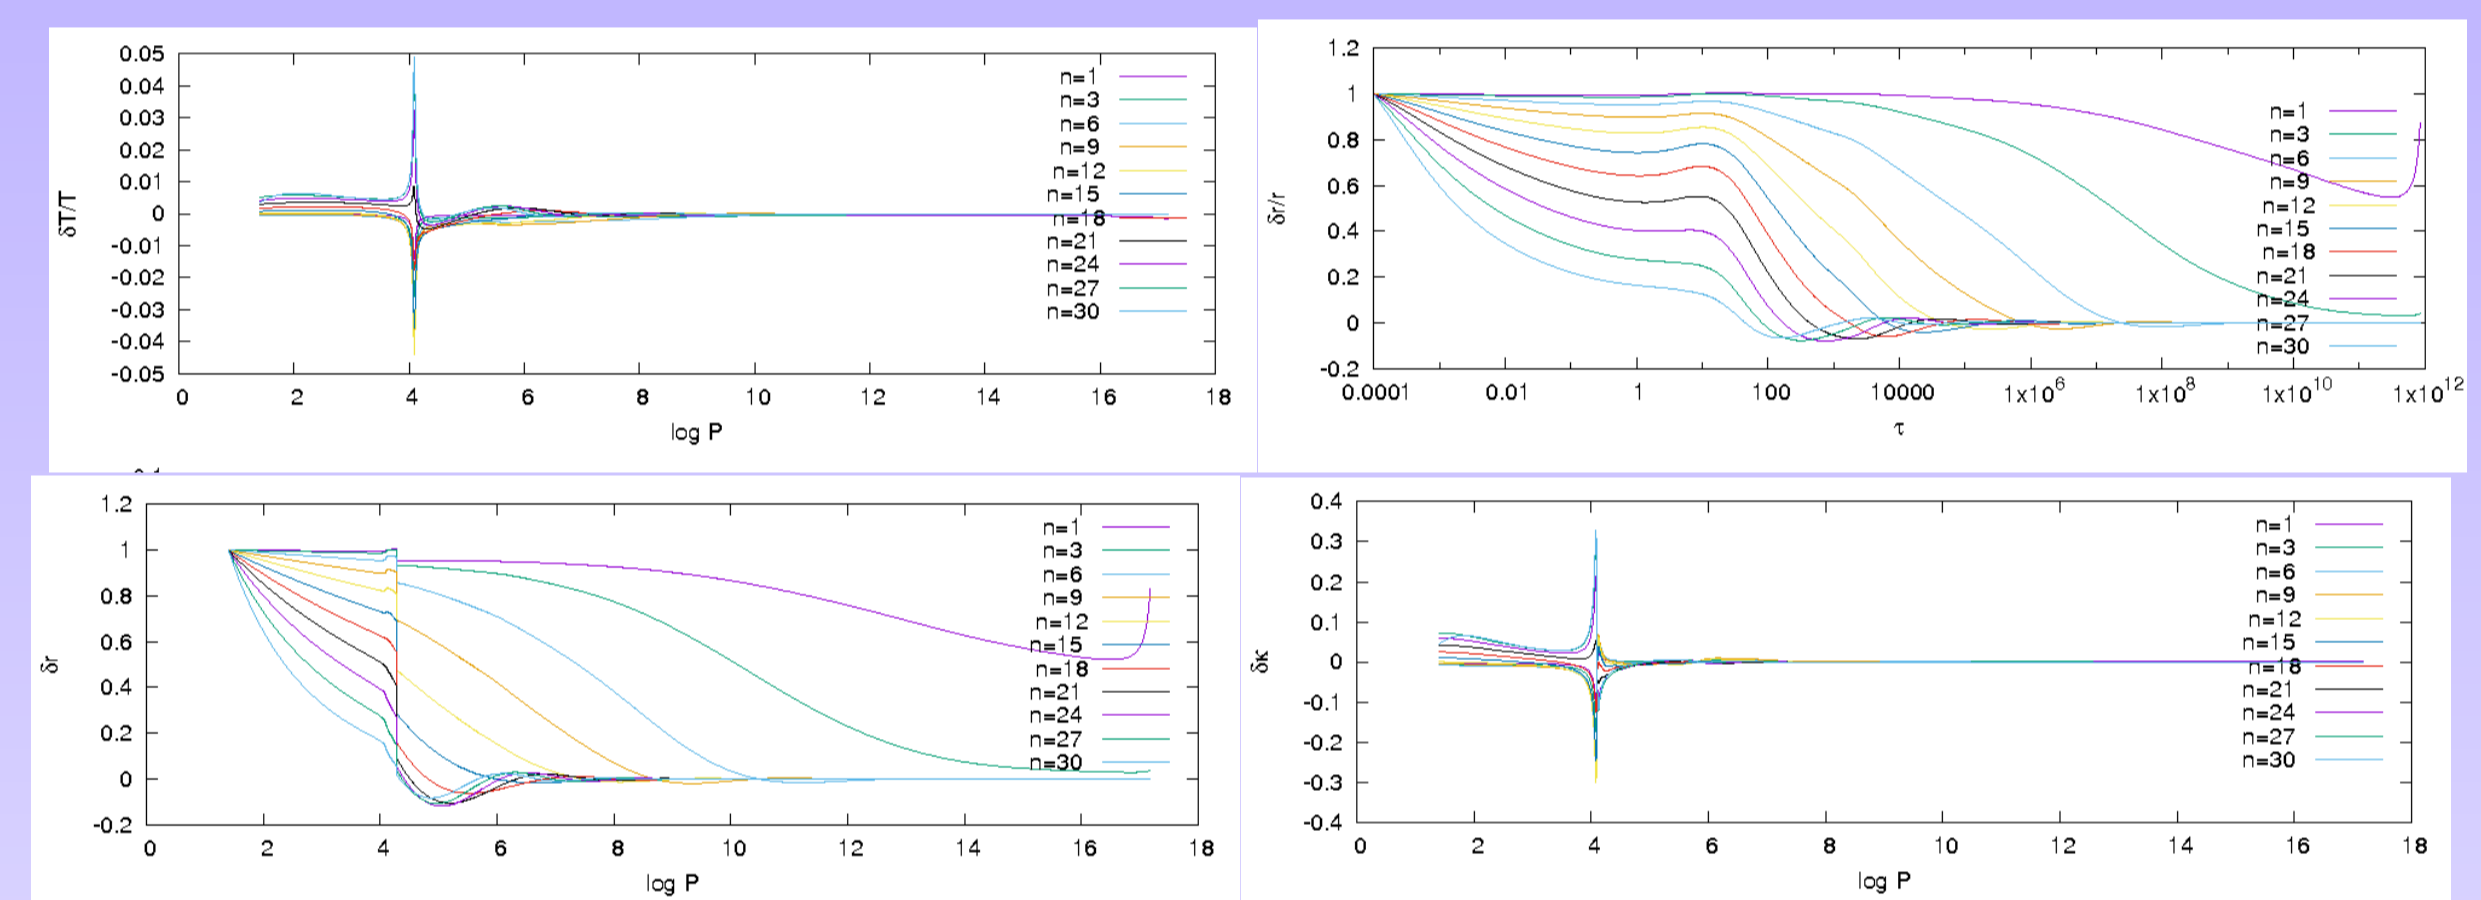 0.05
0.04
0.03
0.02
0.01
0
-0.01
-0.02
-0.03
-0.04
-0.05
δT/T
n=1
n=3
n=6
n=9
n=12
n=15
n=18
n=21
n=24
n=27
n=30
0 2 4 6 8 10 12 14 16 18
log P
1.2
1
0.8
0.6
0.4
0.2
0
-0.2
δr/r
n=1
n=3
n=6
n=9
n=12
n=15
n=18
n=21
n=24
n=27
n=30
0.0001 0.01 1 100 10000 1x10⁶ 1x10⁸ 1x10¹⁰ 1x10¹²
τ
1.2
1
0.8
0.6
0.4
0.2
0
-0.2
δr
n=1
n=3
n=6
n=9
n=12
n=15
n=18
n=21
n=24
n=27
n=30
0 2 4 6 8 10 12 14 16 18
log P
0.4
0.3
0.2
0.1
0
-0.1
-0.2
-0.3
-0.4
δκ
n=1
n=3
n=6
n=9
n=12
n=15
n=18
n=21
n=24
n=27
n=30
0 2 4 6 8 10 12 14 16 18
log P